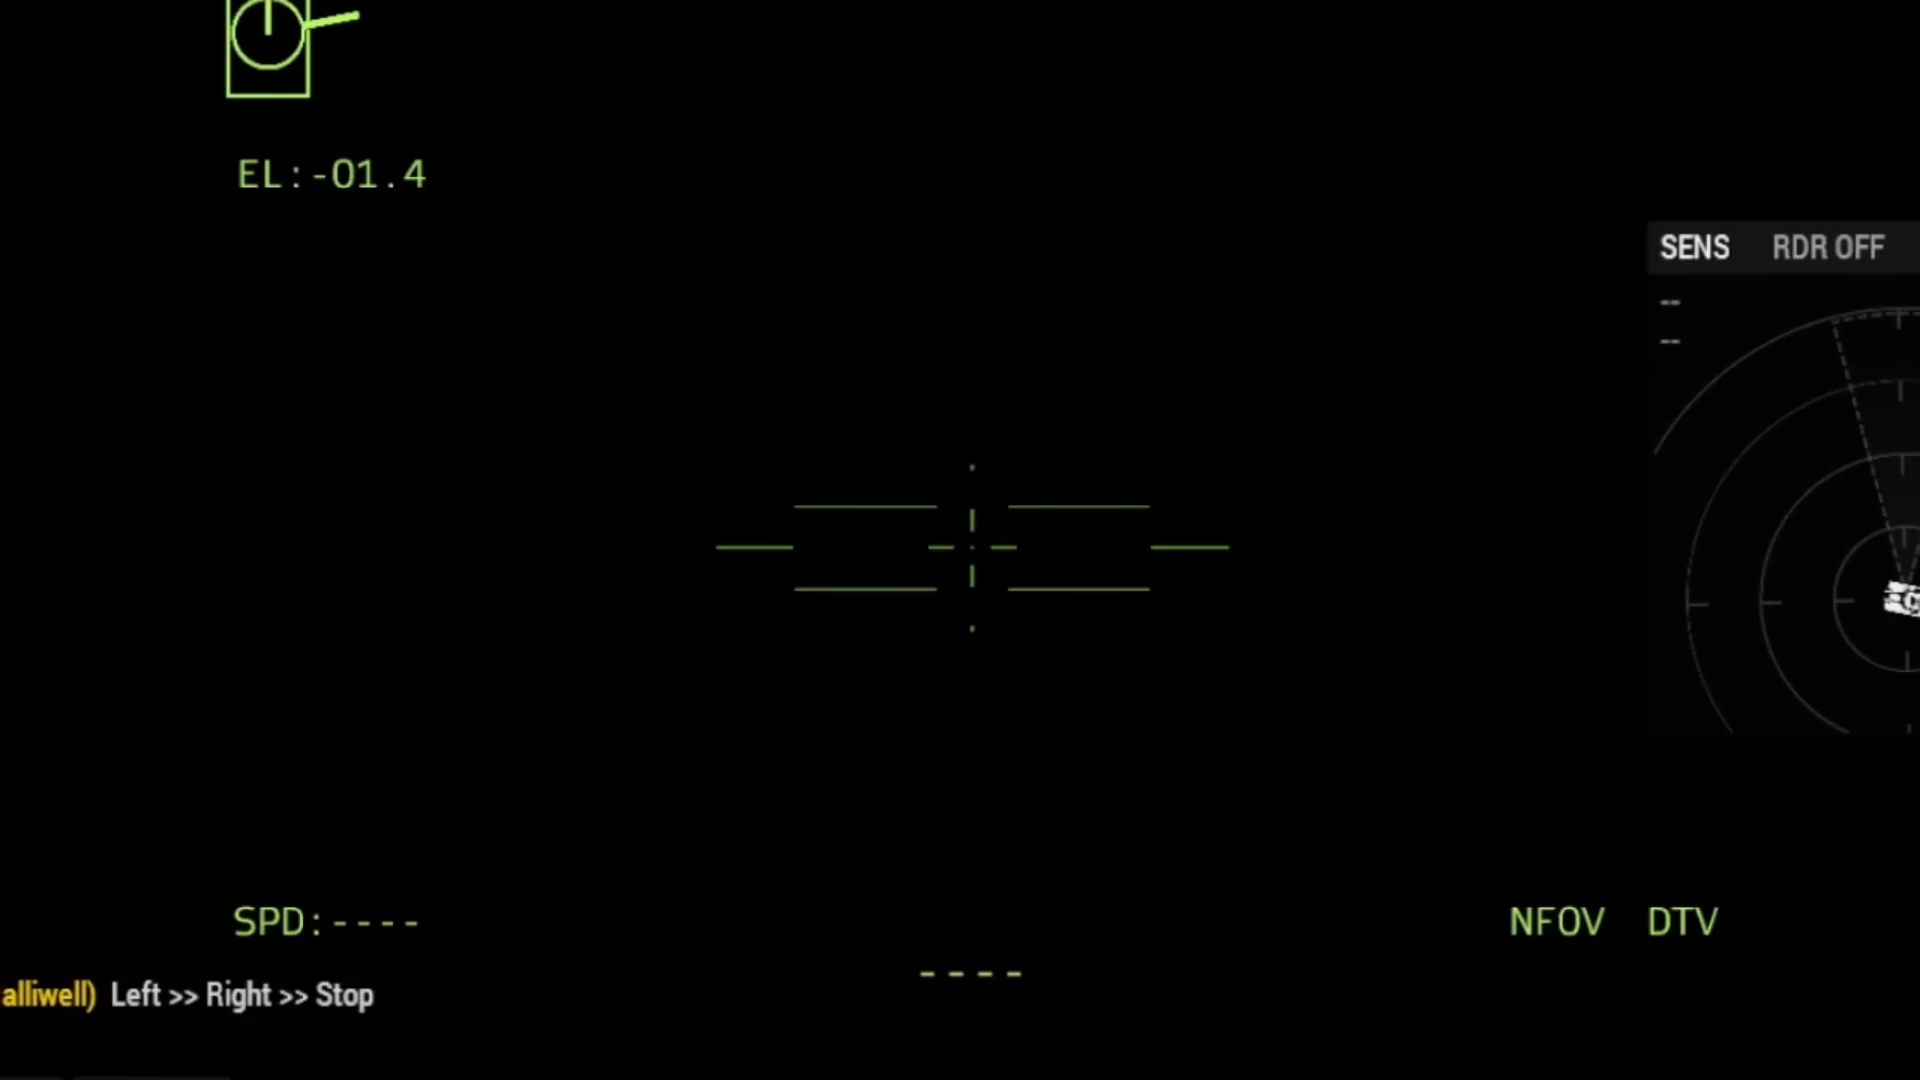 EL:-01.4
SENS RDR OFF
--
--
SPD:----
NFOV DTV
----
alliwell) Left >> Right >> Stop